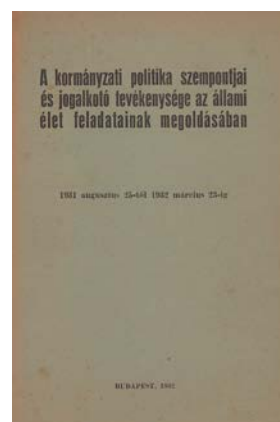 A kormányzati politika szempontjai
és jogalkotó tevékenysége az állami
élet feladatainak megoldásában
1931 augusztus 25-től 1932 március 23-ig
BUDAPEST, 1932